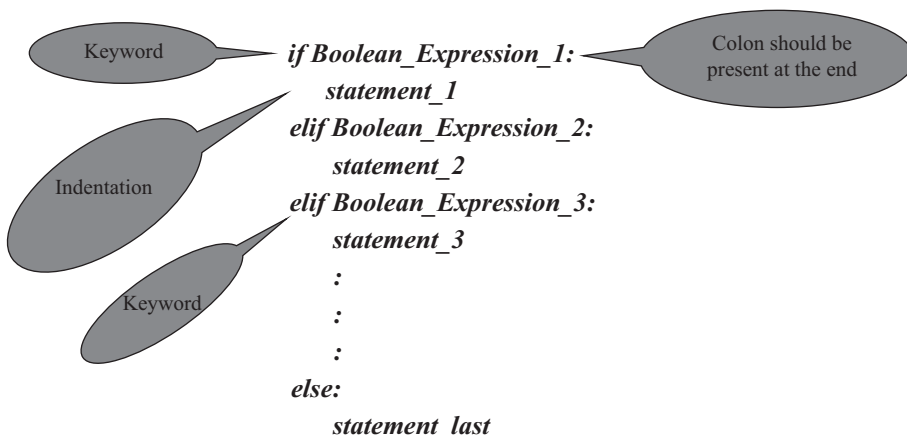 Keyword
if Boolean_Expression_1:
Colon should be
present at the end
statement_1
elif Boolean_Expression_2:
statement_2
Indentation
elif Boolean_Expression_3:
statement_3
:
Keyword
:
:
else:
statement_last